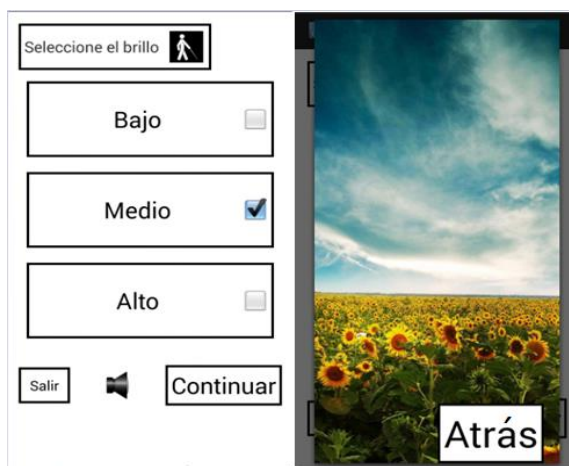 Seleccione el brillo
Bajo
Medio
Alto
Salir
Continuar
Atrás